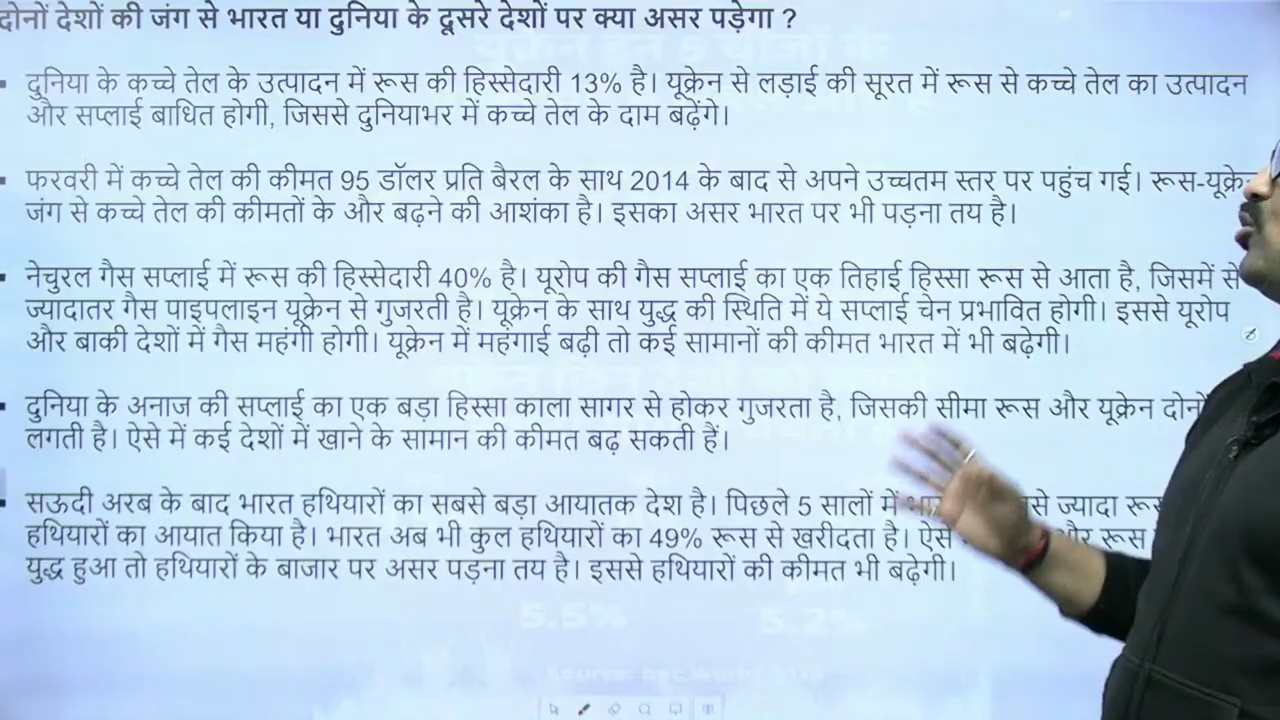 दोनों देशों की जंग से भारत या दुनिया के दूसरे देशों पर क्या असर पड़ेगा ?
दुनिया के कच्चे तेल के उत्पादन में रूस की हिस्सेदारी 13% है। यूक्रेन से लड़ाई की सूरत में रूस से कच्चे तेल का उत्पादन
और सप्लाई बाधित होगी, जिससे दुनियाभर में कच्चे तेल के दाम बढ़ेंगे।
फरवरी में कच्चे तेल की कीमत 95 डॉलर प्रति बैरल के साथ 2014 के बाद से अपने उच्चतम स्तर पर पहुंच गई।
जंग से कच्चे तेल की कीमतों के और बढ़ने की आशंका है। इसका असर भारत पर भी पड़ना तय है।
नेचुरल गैस सप्लाई में रूस की हिस्सेदारी 40% है। यूरोप की गैस सप्लाई का एक तिहाई हिस्सा रूस से आता है, जिसमें से
ज्यादातर गैस पाइपलाइन यूक्रेन से गुजरती है। यूक्रेन के साथ युद्ध की स्थिति में ये सप्लाई चेन प्रभावित होगी। इससे यूरोप
और बाकी देशों में गैस महंगी होगी। यूक्रेन में महंगाई बढ़ी तो कई सामानों की कीमत भारत में भी बढ़ेगी।
दुनिया के अनाज की सप्लाई का एक बड़ा हिस्सा काला सागर से होकर गुजरता है, जिसकी सीमा रूस और यूक्रेन दोनों
लगती है। ऐसे में कई देशों में खाने के सामान की कीमत बढ़ सकती हैं।
सऊदी अरब के बाद भारत हथियारों का सबसे बड़ा आयातक देश है। पिछले 5 सालों में ज्यादा
हथियारों का आयात किया है। भारत अब भी कुल हथियारों का 49% रूस से खरीदता है। और रूस
युद्ध हुआ तो हथियारों के बाजार पर असर पड़ना तय है। इससे हथियारों की कीमत भी बढ़ेगी।
5.5% 5.2%